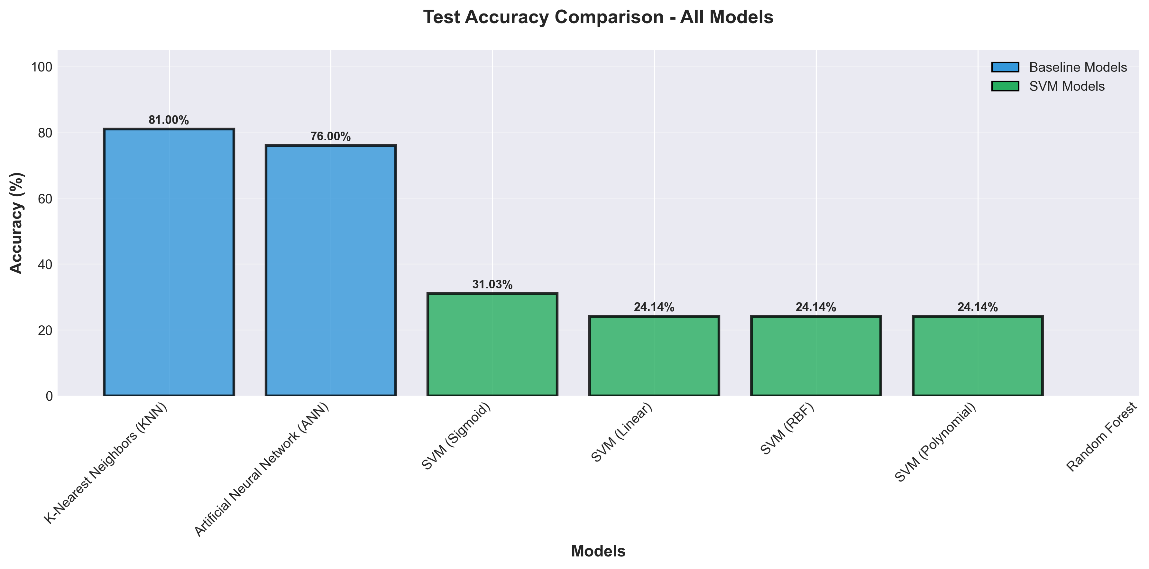 Test Accuracy Comparison - All Models
100
80
60
40
20
0
Accuracy (%)
Baseline Models
SVM Models
81.00%
76.00%
31.03%
24.14%
24.14%
24.14%
K-Nearest Neighbors (KNN)
Artificial Neural Network (ANN)
SVM (Sigmoid)
SVM (Linear)
SVM (RBF)
SVM (Polynomial)
Random Forest
Models